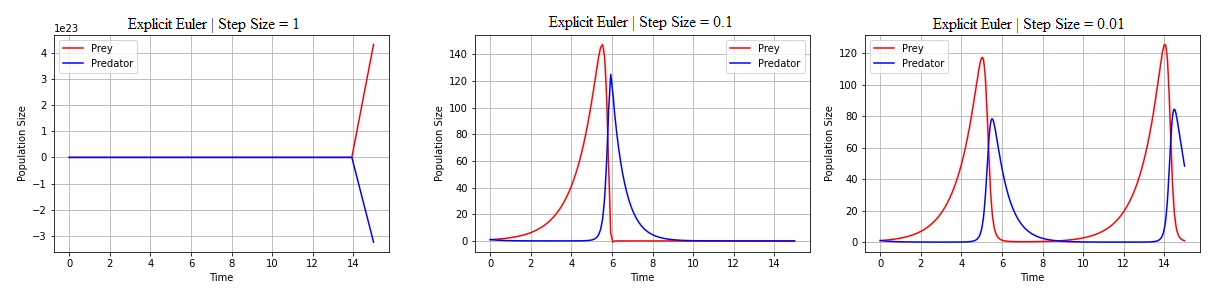 Explicit Euler | Step Size = 1
1e23
Prey
Predator
4
3
2
1
0
−1
−2
−3
Population Size
0 2 4 6 8 10 12 14
Time
Explicit Euler | Step Size = 0.1
Prey
Predator
140
120
100
80
60
40
20
0
Population Size
0 2 4 6 8 10 12 14
Time
Explicit Euler | Step Size = 0.01
Prey
Predator
120
100
80
60
40
20
0
Population Size
0 2 4 6 8 10 12 14
Time